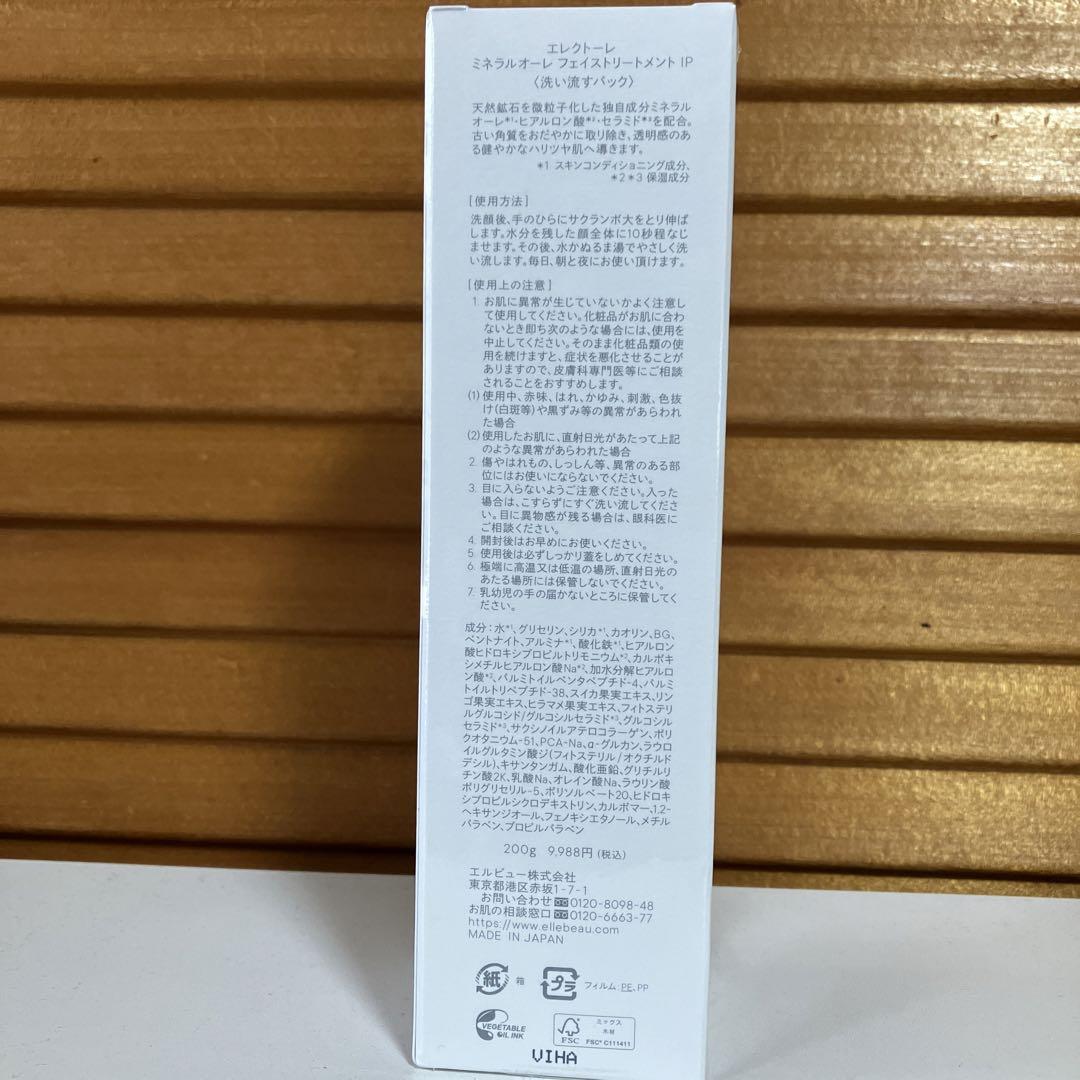 エレクトーレ
ミネラルオーレ フェイストリートメント IP
〈洗い流すパック〉
天然鉱石を微粒子化した独自成分ミネラル
オーレ*¹・ヒアルロン酸*²・セラミド*³を配合。
古い角質をおだやかに取り除き、透明感のあ
る健やかなハリツヤ肌へ導きます。
*1 スキンコンディショニング成分、
*2*3 保湿成分
[使用方法]
洗顔後、手のひらにサクランボ大をとり伸ば
します。水分を残した顔全体に10秒程なじ
ませます。その後、水かぬるま湯でやさしく洗
い流します。毎日、朝と夜にお使い頂けます。
[使用上の注意]
1. お肌に異常が生じていないかよく注意し
て使用してください。化粧品がお肌に合わ
ないとき即ち次のような場合には、使用を
中止してください。そのまま化粧品類の使
用を続けますと、症状を悪化させることが
ありますので、皮膚科専門医等にご相談
されることをおすすめします。
(1)使用中、赤味、はれ、かゆみ、刺激、色抜
け(白斑等)や黒ずみ等の異常があらわれ
た場合
(2)使用したお肌に、直射日光があたって上記
のような異常があらわれた場合
2. 傷やはれもの、しっしん等、異常のある部
位にはお使いにならないでください。
3. 目に入らないようご注意ください。入った
場合は、こすらずにすぐ洗い流してくださ
い。目に異物感が残る場合は、眼科医に
ご相談ください。
4. 開封後はお早めにお使いください。
5. 使用後は必ずしっかり蓋をしめてください。
6. 極端に高温又は低温の場所、直射日光の
あたる場所には保管しないでください。
7. 乳幼児の手の届かないところに保管してく
ださい。
成分：水*¹、グリセリン、シリカ*¹、カオリン、BG、
ベントナイト、アルミナ*¹、酸化鉄*¹、ヒアルロン
酸ヒドロキシプロピルトリモニウム*²、カルボキ
シメチルヒアルロン酸Na*²、加水分解ヒアルロ
ン酸*²、パルミトイルペンタペプチド-4、パルミ
トイルトリペプチド-38、スイカ果実エキス、リン
ゴ果実エキス、ヒラマメ果実エキス、フィトステリ
ルグルコシド/グルコシルセラミド*³、グルコシル
セラミド*³、サクシノイルアテロコラーゲン、ポリ
クオタニウム-51、PCA-Na、α-グルカン、ラウロ
イルグルタミン酸ジ(フィトステリル/オクチルド
デシル)、キサンタンガム、酸化亜鉛、グリチルリ
チン酸2K、乳酸Na、オレイン酸Na、ラウリン酸
ポリグリセリル-5、ポリソルベート20、ヒドロキ
シプロピルシクロデキストリン、カルボマー、1,2-
ヘキサンジオール、フェノキシエタノール、メチル
パラベン、プロピルパラベン
200g 9,988円(税込)
エルビュー株式会社
東京都港区赤坂1-7-1
お問い合わせ 0120-8098-48
お肌の相談窓口 0120-6663-77
https://www.ellebeau.com
MADE IN JAPAN
紙 箱 プラ フィルム:PE、PP
VEGETABLE
OIL INK
FSC
ミックス
木材
FSC® C111411
VIHA